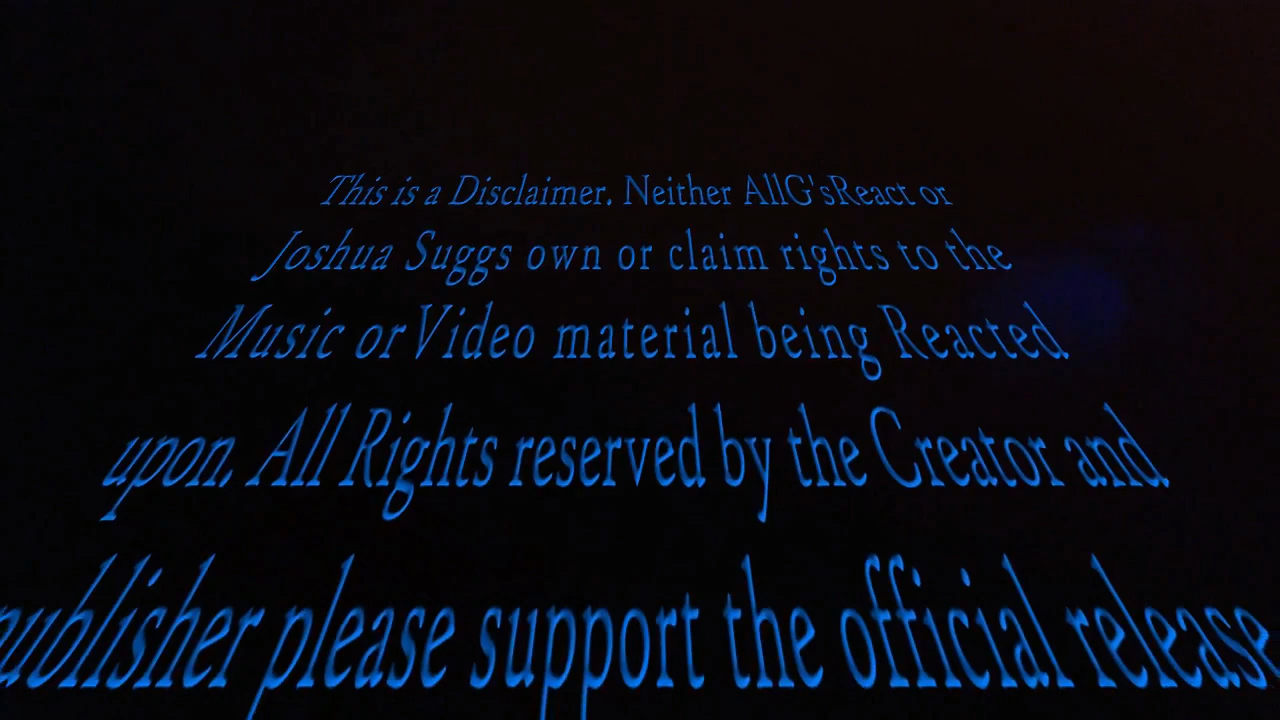 This is a Disclaimer. Neither AllG'sReact or
Joshua Suggs own or claim rights to the
Music or Video material being Reacted
upon. All Rights reserved by the Creator and
publisher please support the official release